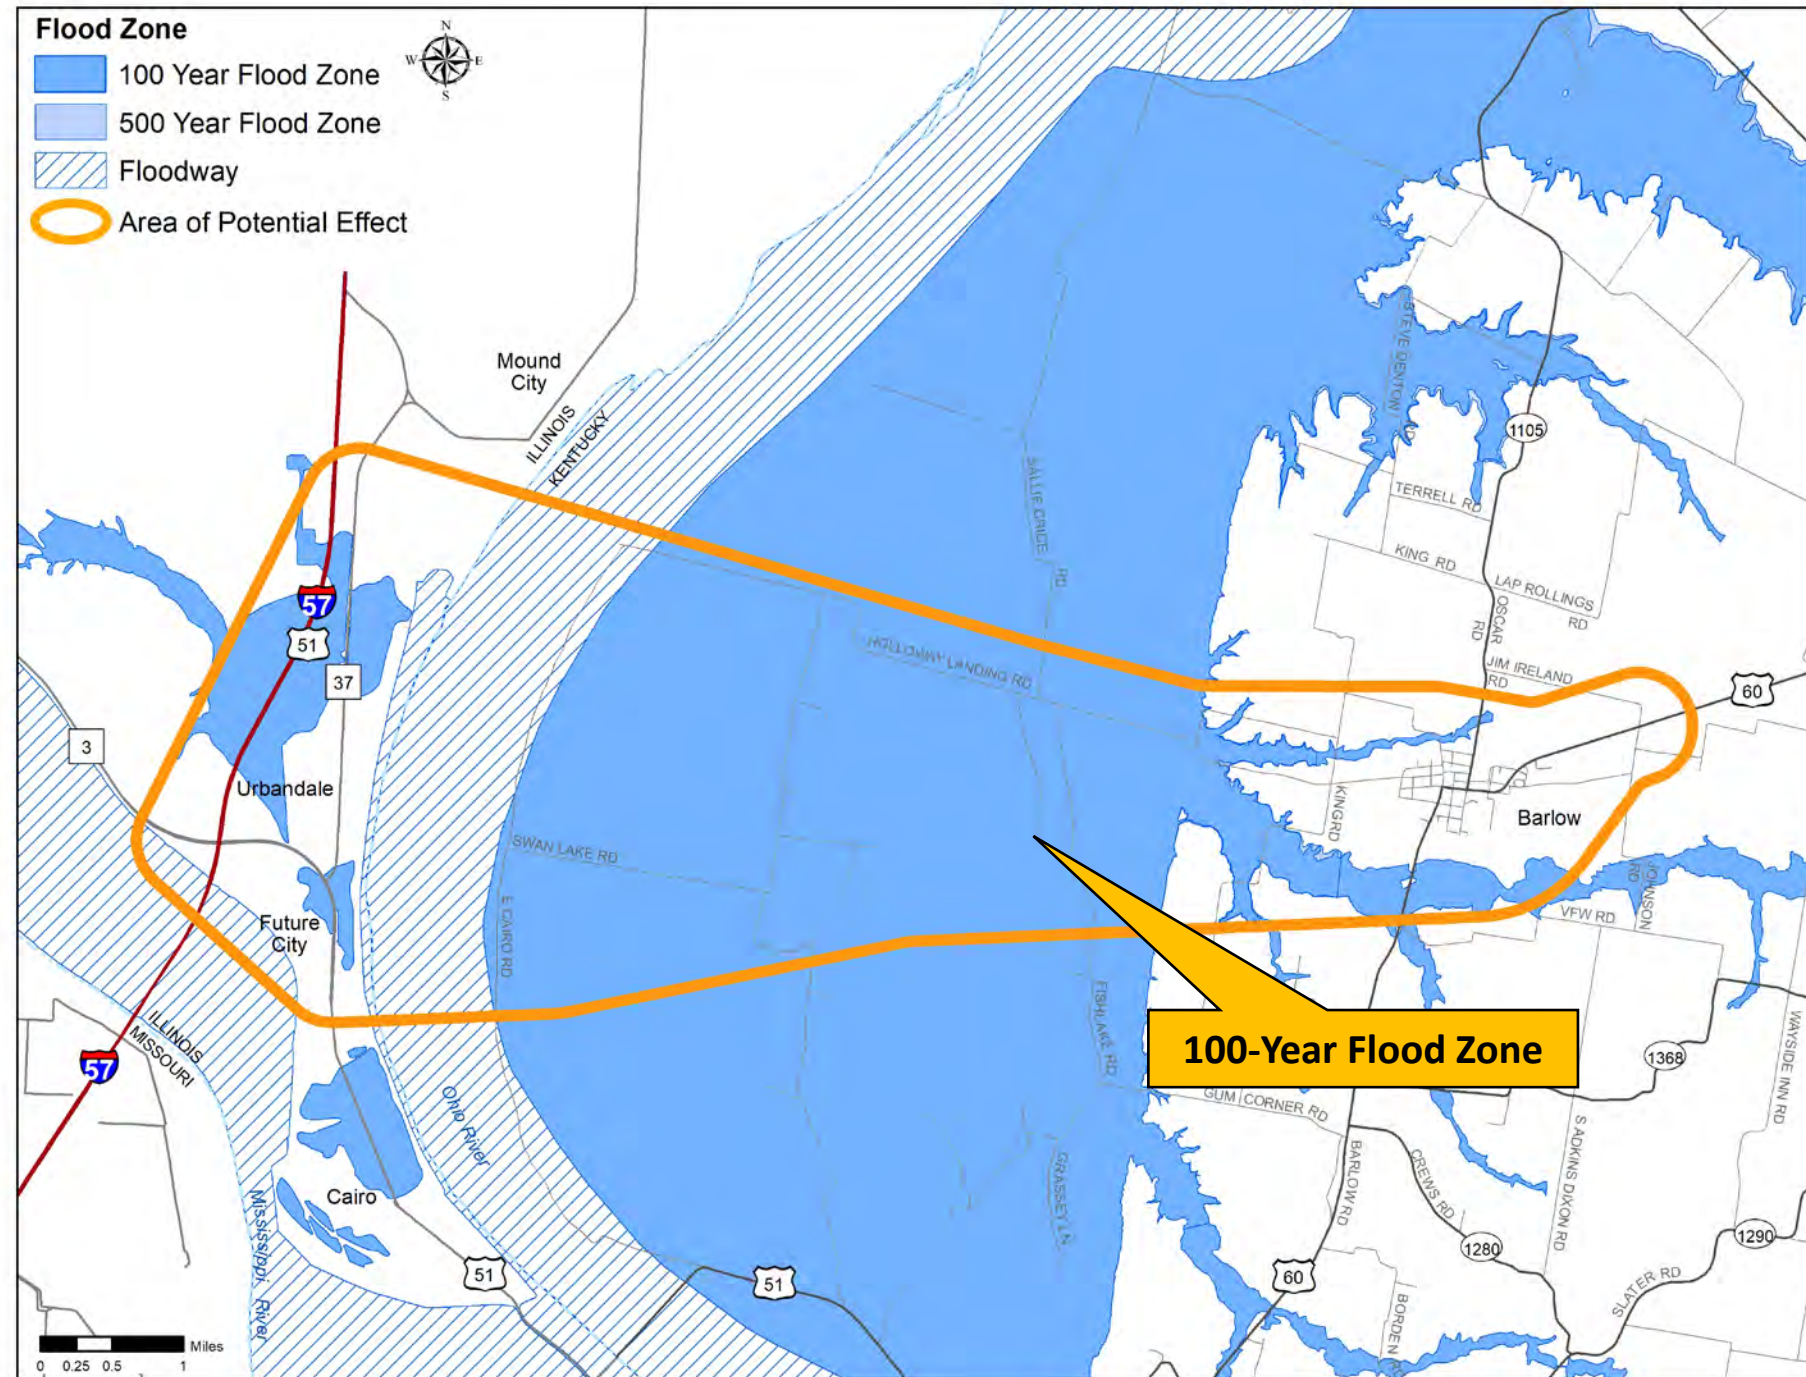 Flood Zone
100 Year Flood Zone
500 Year Flood Zone
Floodway
Area of Potential Effect
N
W
E
S
Mound
City
ILLINOIS
KENTUCKY
STEVE DENTON RD
1105
SALLIE CRICE RD
TERRELL RD
KING RD
LAP ROLLINGS
RD
OSCAR
RD
57
51
37
HOLLOWAY LANDING RD
JIM IRELAND
RD
60
3
Urbandale
KING RD
Barlow
SWAN LAKE RD
E CAIRO RD
JOHNSON
RD
VFW RD
Future
City
FISHLAKE RD
100-Year Flood Zone
ILLINOIS
MISSOURI
57
1368
WAYSIDE INN RD
GUM CORNER RD
Ohio River
S ADKINS DIXON RD
BARLOW RD
CREWS RD
GRASSEY LN
Cairo
Mississippi River
51
51
60
1280
1290
SLATER RD
BORDEN
Miles
0 0.25 0.5 1